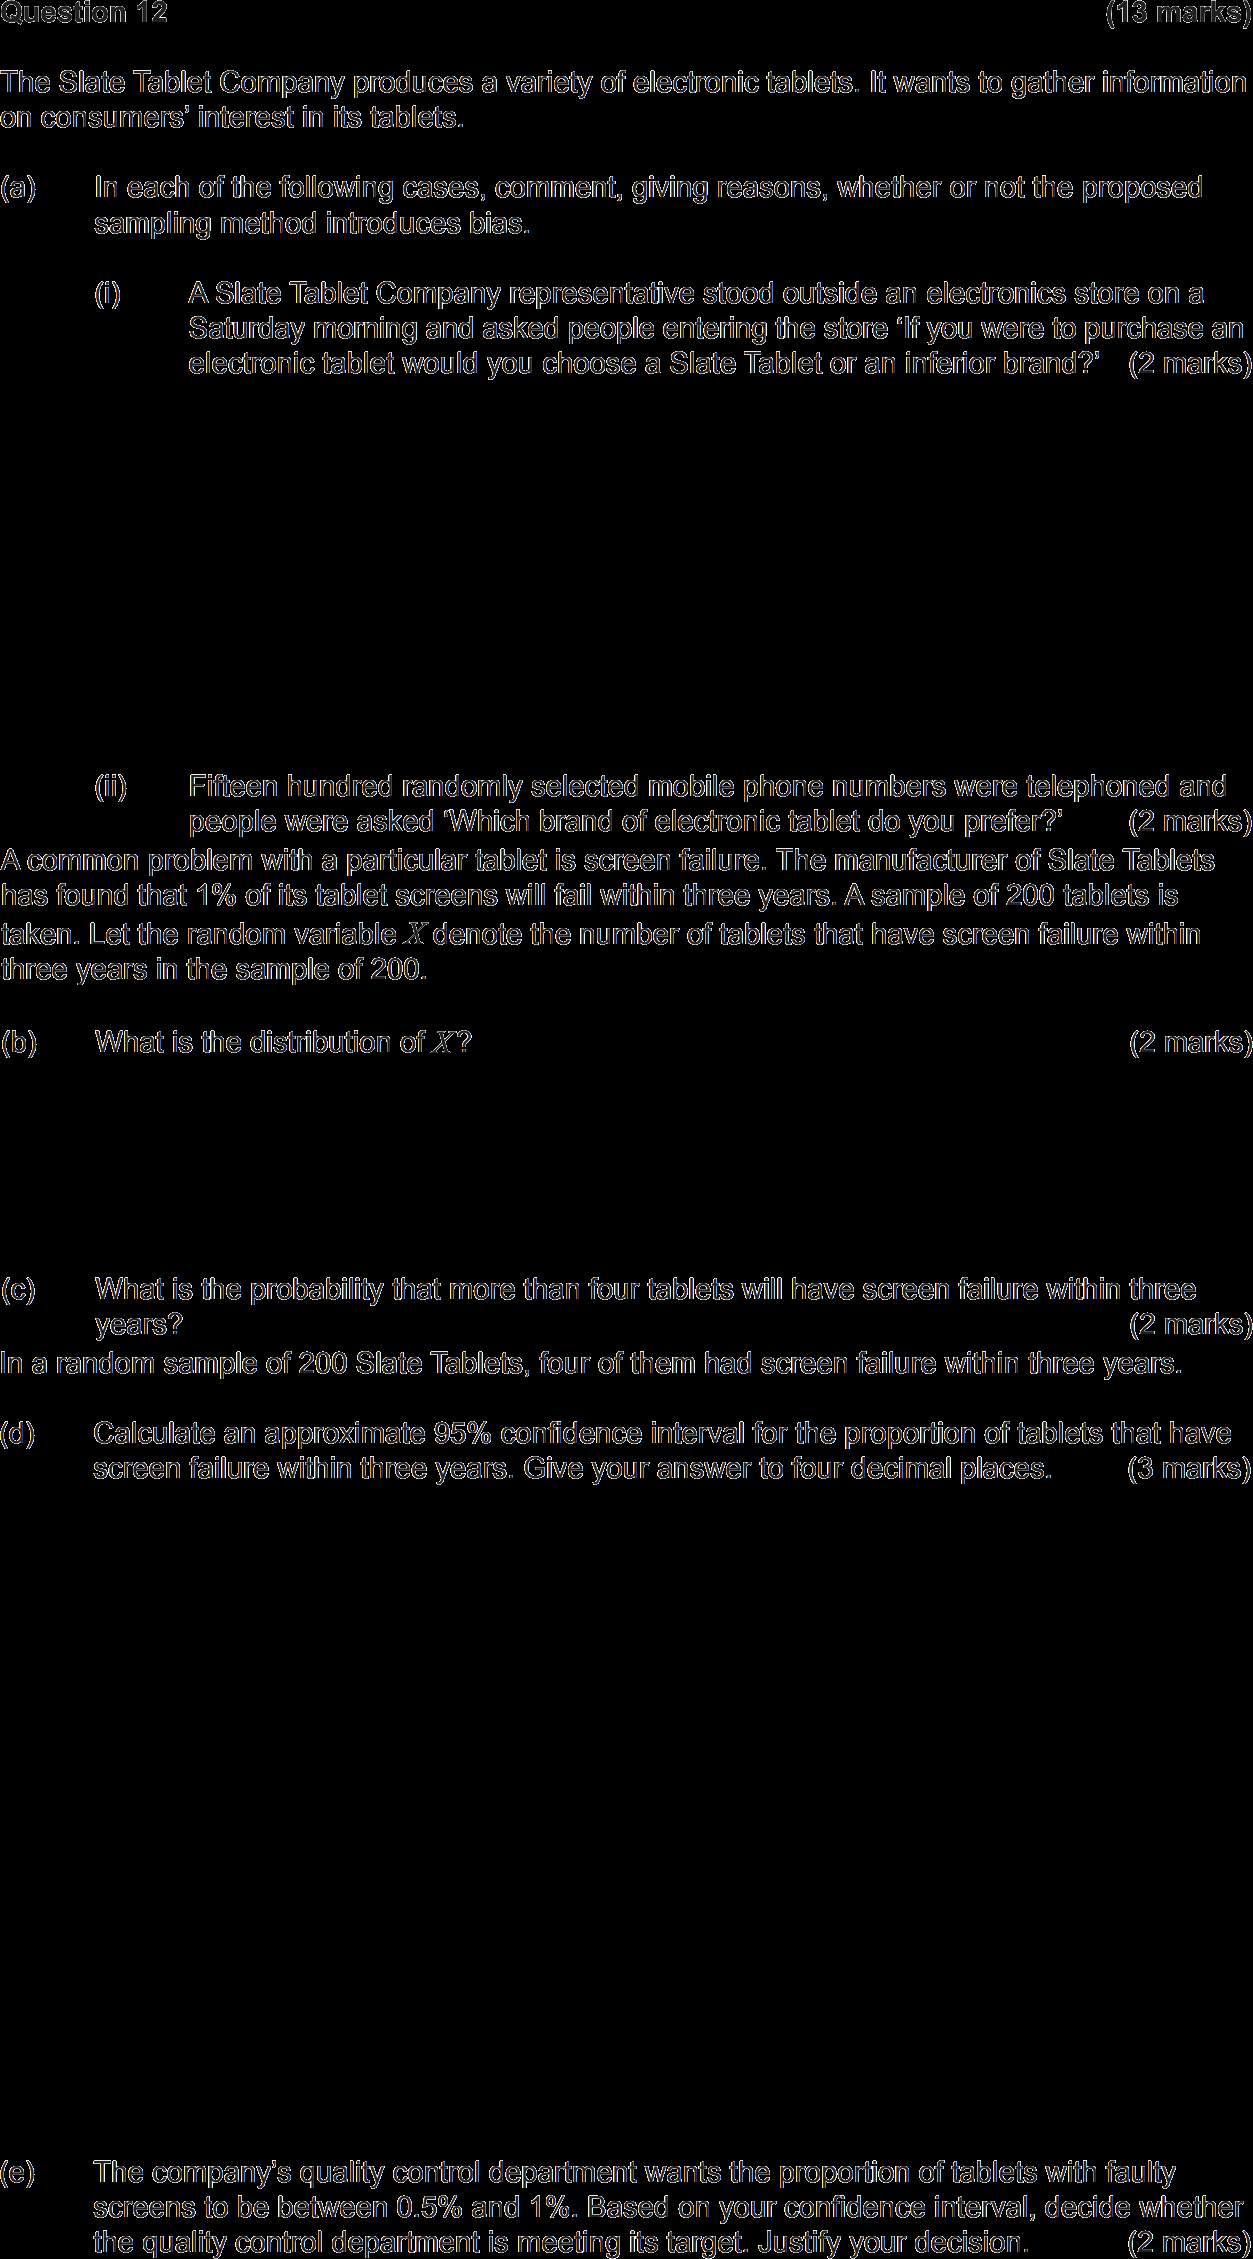 Question 12 (13 marks)
The Slate Tablet Company produces a variety of electronic tablets. It wants to gather information
on consumers’ interest in its tablets.
(a) In each of the following cases, comment, giving reasons, whether or not the proposed
sampling method introduces bias.
(i) A Slate Tablet Company representative stood outside an electronics store on a
Saturday morning and asked people entering the store ‘If you were to purchase an
electronic tablet would you choose a Slate Tablet or an inferior brand?’ (2 marks)
(ii) Fifteen hundred randomly selected mobile phone numbers were telephoned and
people were asked ‘Which brand of electronic tablet do you prefer?’ (2 marks)
A common problem with a particular tablet is screen failure. The manufacturer of Slate Tablets
has found that 1% of its tablet screens will fail within three years. A sample of 200 tablets is
taken. Let the random variable X denote the number of tablets that have screen failure within
three years in the sample of 200.
(b) What is the distribution of X? (2 marks)
(c) What is the probability that more than four tablets will have screen failure within three
years? (2 marks)
In a random sample of 200 Slate Tablets, four of them had screen failure within three years.
(d) Calculate an approximate 95% confidence interval for the proportion of tablets that have
screen failure within three years. Give your answer to four decimal places. (3 marks)
(e) The company’s quality control department wants the proportion of tablets with faulty
screens to be between 0.5% and 1%. Based on your confidence interval, decide whether
the quality control department is meeting its target. Justify your decision. (2 marks)